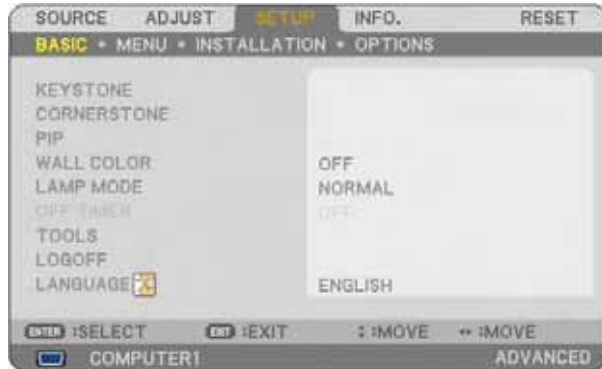 SOURCE ADJUST SETUP INFO. RESET
BASIC • MENU • INSTALLATION • OPTIONS
KEYSTONE
CORNERSTONE
PIP
WALL COLOR OFF
LAMP MODE NORMAL
OFF TIMER OFF
TOOLS
LOGOFF
LANGUAGE ENGLISH
ENTER :SELECT EXIT :EXIT ↕ :MOVE ↔ :MOVE
COMPUTER1 ADVANCED